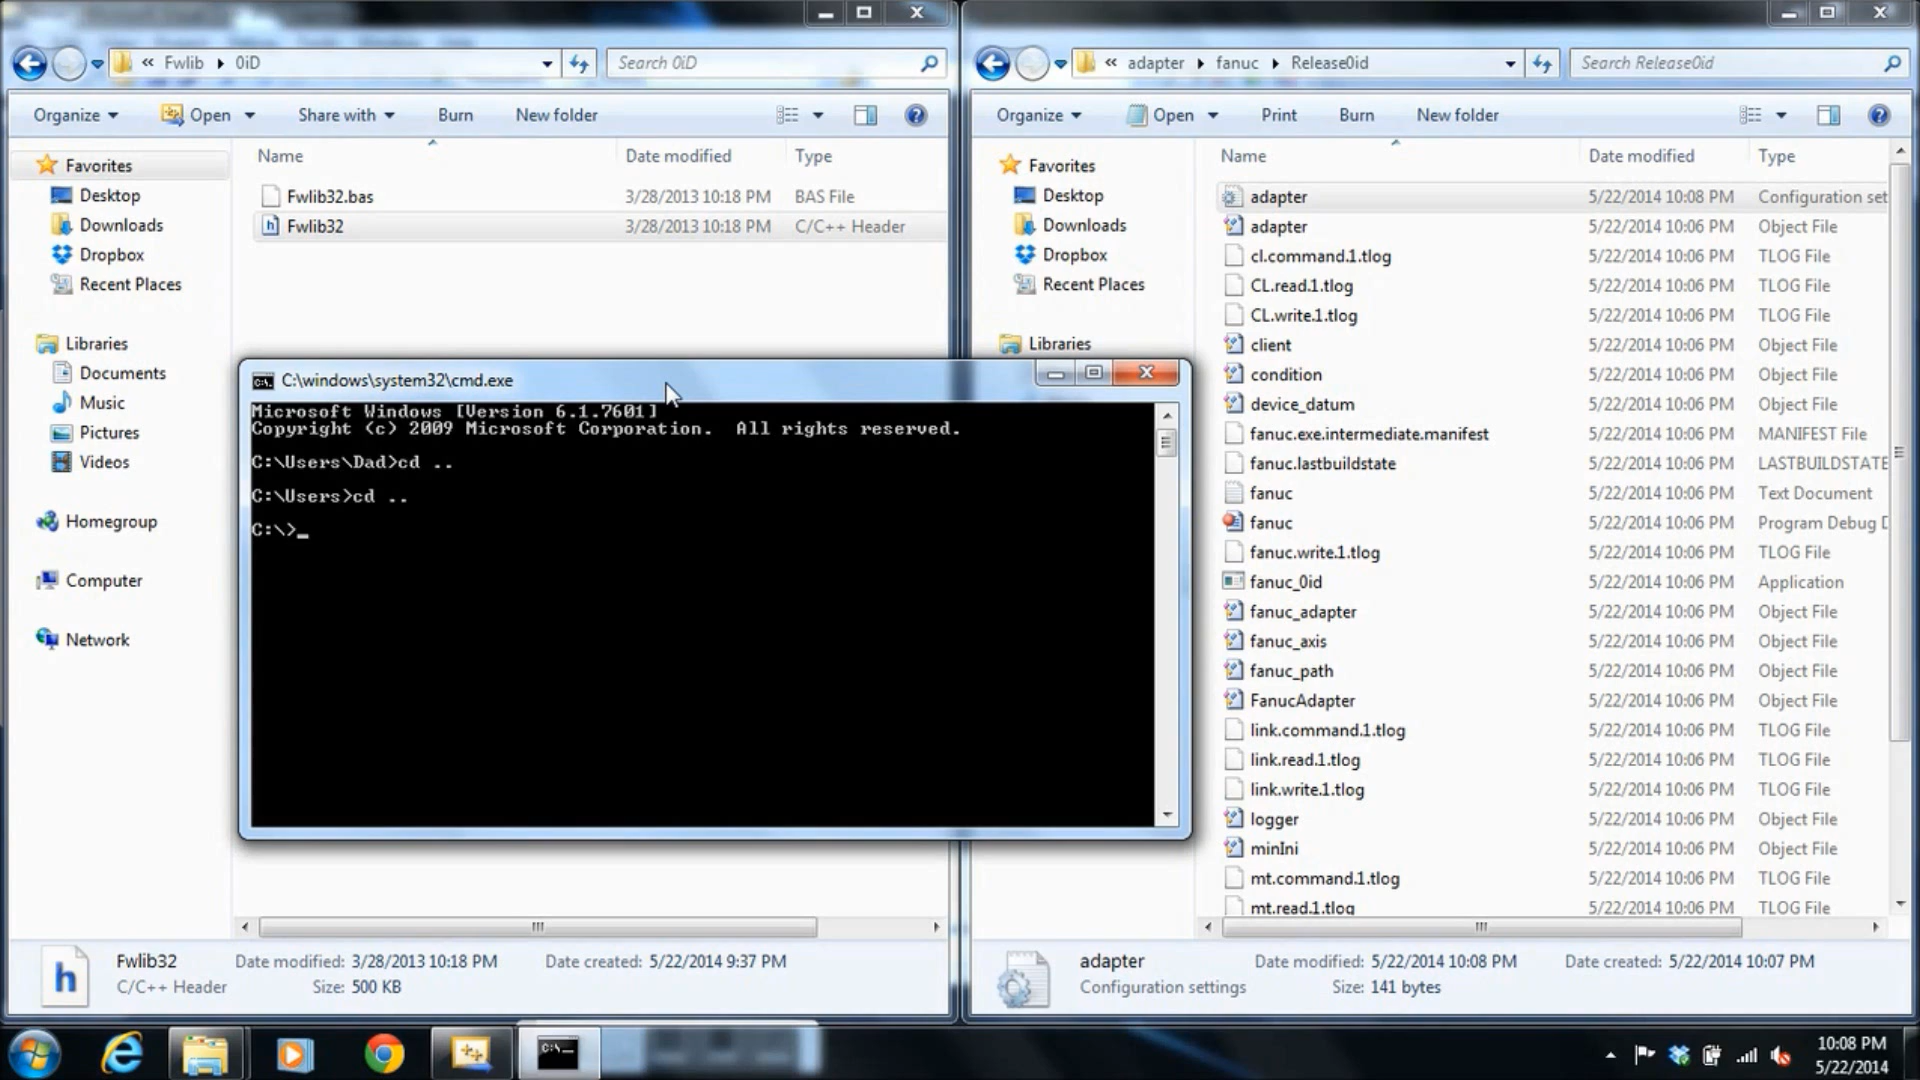 « Fwlib ▸ 0iD
Search 0iD
Organize
Open
Share with
Burn
New folder
Name
Date modified
Type
Favorites
Desktop
Downloads
Dropbox
Recent Places
Libraries
Documents
Music
Pictures
Videos
Homegroup
Computer
Network
Fwlib32.bas 3/28/2013 10:18 PM BAS File
Fwlib32 3/28/2013 10:18 PM C/C++ Header
C:\windows\system32\cmd.exe
Microsoft Windows [Version 6.1.7601]
Copyright (c) 2009 Microsoft Corporation.  All rights reserved.
C:\Users\Dad>cd ..
C:\Users>cd ..
C:\>_
Fwlib32 Date modified: 3/28/2013 10:18 PM Date created: 5/22/2014 9:37 PM
C/C++ Header Size: 500 KB
« adapter ▸ fanuc ▸ Release0id
Search Release0id
Organize
Open
Print
Burn
New folder
Name
Date modified
Type
Favorites
Desktop
Downloads
Dropbox
Recent Places
Libraries
adapter 5/22/2014 10:08 PM Configuration set
adapter 5/22/2014 10:06 PM Object File
cl.command.1.tlog 5/22/2014 10:06 PM TLOG File
CL.read.1.tlog 5/22/2014 10:06 PM TLOG File
CL.write.1.tlog 5/22/2014 10:06 PM TLOG File
client 5/22/2014 10:06 PM Object File
condition 5/22/2014 10:06 PM Object File
device_datum 5/22/2014 10:06 PM Object File
fanuc.exe.intermediate.manifest 5/22/2014 10:06 PM MANIFEST File
fanuc.lastbuildstate 5/22/2014 10:06 PM LASTBUILDSTATE
fanuc 5/22/2014 10:06 PM Text Document
fanuc 5/22/2014 10:06 PM Program Debug D
fanuc.write.1.tlog 5/22/2014 10:06 PM TLOG File
fanuc_0id 5/22/2014 10:06 PM Application
fanuc_adapter 5/22/2014 10:06 PM Object File
fanuc_axis 5/22/2014 10:06 PM Object File
fanuc_path 5/22/2014 10:06 PM Object File
FanucAdapter 5/22/2014 10:06 PM Object File
link.command.1.tlog 5/22/2014 10:06 PM TLOG File
link.read.1.tlog 5/22/2014 10:06 PM TLOG File
link.write.1.tlog 5/22/2014 10:06 PM TLOG File
logger 5/22/2014 10:06 PM Object File
minIni 5/22/2014 10:06 PM Object File
mt.command.1.tlog 5/22/2014 10:06 PM TLOG File
mt.read.1.tlog 5/22/2014 10:06 PM TLOG File
adapter Date modified: 5/22/2014 10:08 PM Date created: 5/22/2014 10:07 PM
Configuration settings Size: 141 bytes
10:08 PM
5/22/2014